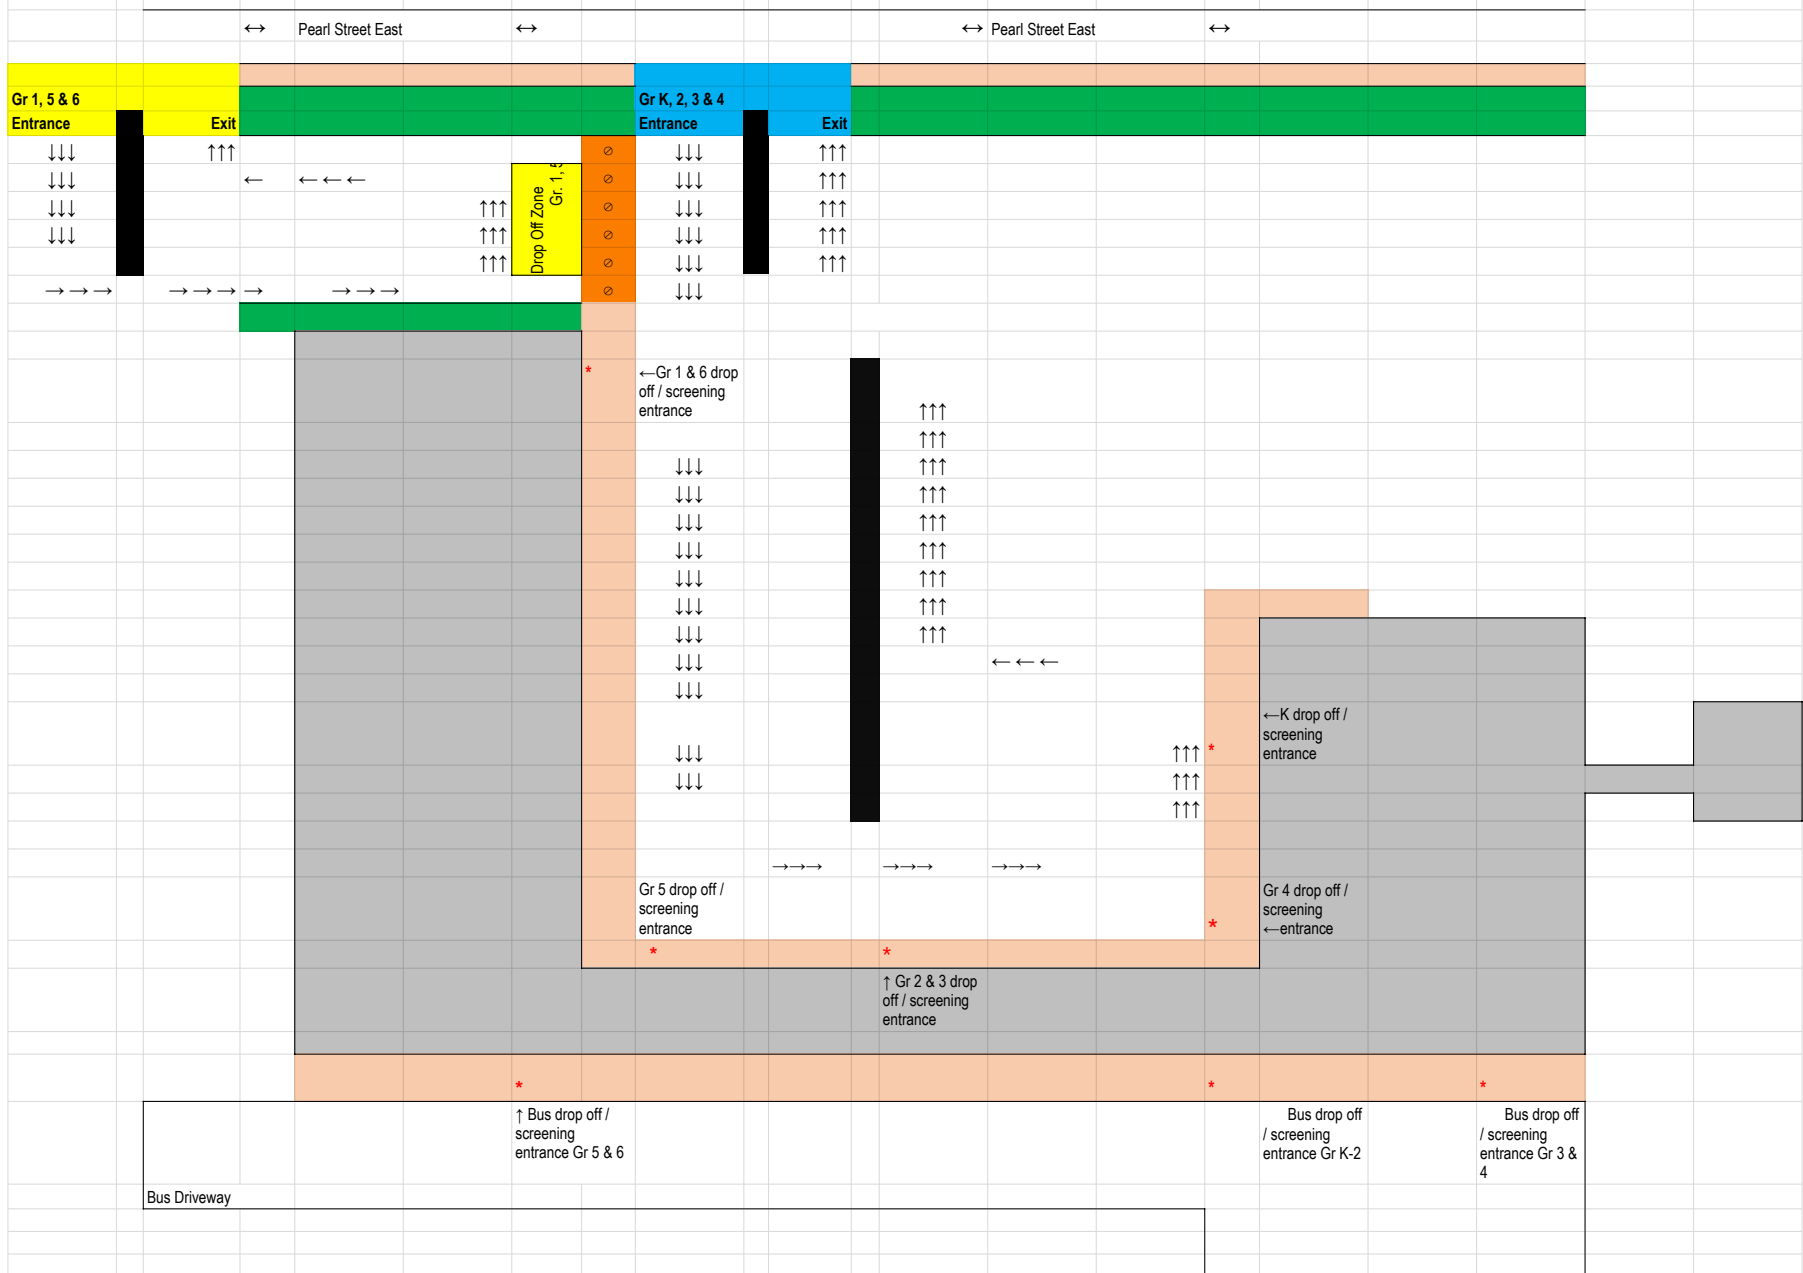 ↔ Pearl Street East ↔ ↔ Pearl Street East ↔
Gr 1, 5 & 6
Entrance Exit
Gr K, 2, 3 & 4
Entrance Exit
↓↓↓ ↑↑↑ ⊘ ↓↓↓ ↑↑↑
↓↓↓ ← ← ← ← ⊘ ↓↓↓ ↑↑↑
↓↓↓ ↑↑↑ ⊘ ↓↓↓ ↑↑↑
↓↓↓ ↑↑↑ ⊘ ↓↓↓ ↑↑↑
↑↑↑ ⊘ ↓↓↓ ↑↑↑
→ → → → → → → → → → ⊘ ↓↓↓
Drop Off Zone
Gr. 1, 5
* ←Gr 1 & 6 drop
off / screening
entrance
↑↑↑
↑↑↑
↓↓↓ ↑↑↑
↓↓↓ ↑↑↑
↓↓↓ ↑↑↑
↓↓↓ ↑↑↑
↓↓↓ ↑↑↑
↓↓↓ ↑↑↑
↓↓↓ ↑↑↑
↓↓↓ ← ← ←
↓↓↓
←K drop off /
screening
entrance
↓↓↓ ↑↑↑ *
↓↓↓ ↑↑↑
↑↑↑
→→→ →→→ →→→
Gr 5 drop off /
screening
entrance
Gr 4 drop off /
screening
←entrance
*
* *
↑ Gr 2 & 3 drop
off / screening
entrance
* * *
↑ Bus drop off /
screening
entrance Gr 5 & 6
Bus drop off
/ screening
entrance Gr K-2
Bus drop off
/ screening
entrance Gr 3 &
4
Bus Driveway